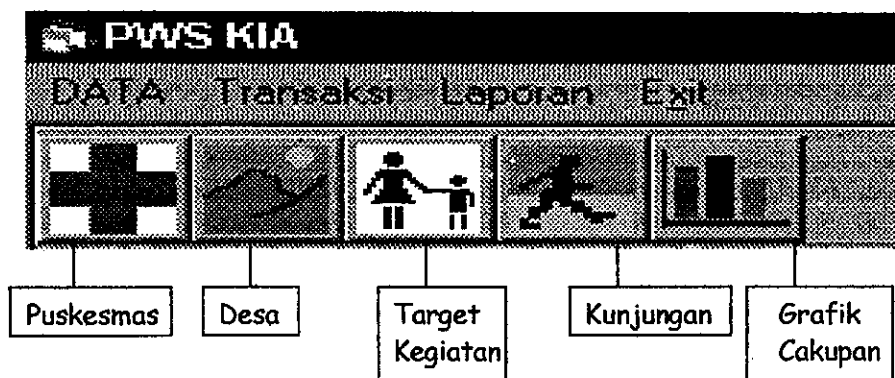 PWS KIA
DATA Transaksi Laporan Exit
Puskesmas
Desa
Target
Kegiatan
Kunjungan
Grafik
Cakupan